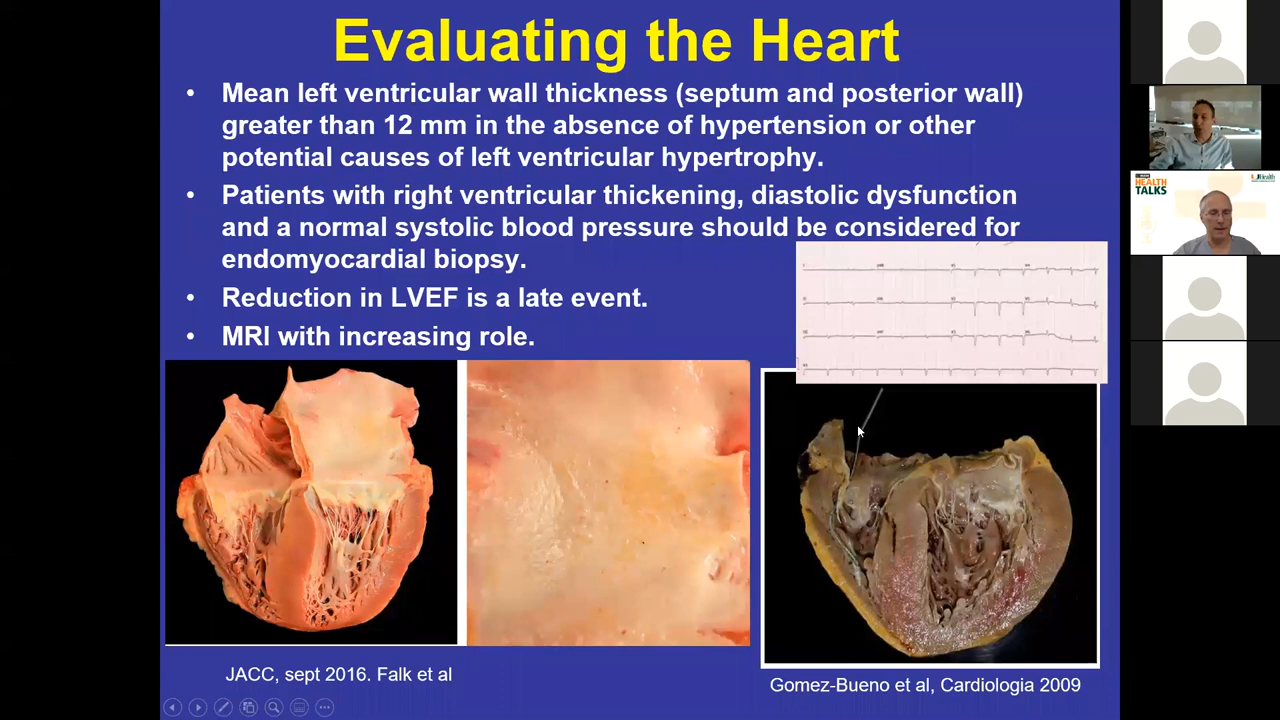 Evaluating the Heart
• Mean left ventricular wall thickness (septum and posterior wall)
greater than 12 mm in the absence of hypertension or other
potential causes of left ventricular hypertrophy.
• Patients with right ventricular thickening, diastolic dysfunction
and a normal systolic blood pressure should be considered for
endomyocardial biopsy.
• Reduction in LVEF is a late event.
• MRI with increasing role.
JACC, sept 2016. Falk et al
Gomez-Bueno et al, Cardiologia 2009
HEALTH
TALKS